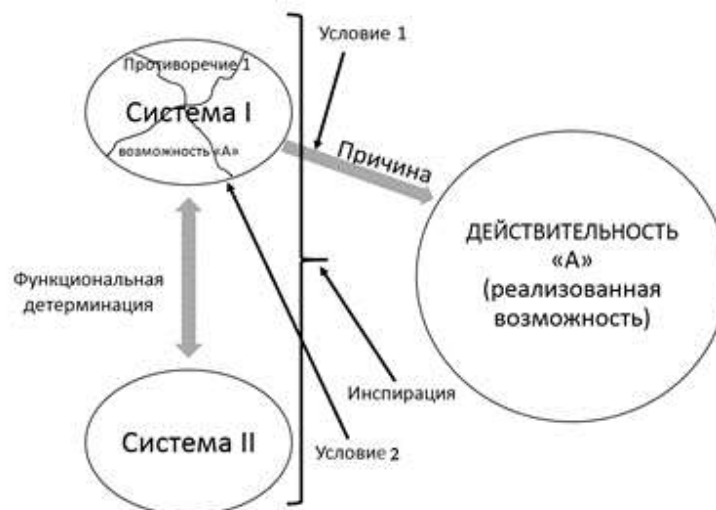 Условие 1
Противоречие 1
Система I
возможность «А»
Причина
ДЕЙСТВИТЕЛЬНОСТЬ
«А»
(реализованная
возможность)
Функциональная
детерминация
Инспирация
Система II
Условие 2